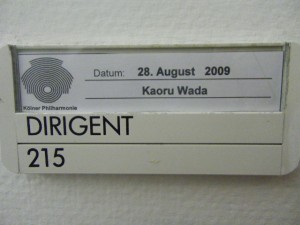 Datum: 28. August 2009
Kaoru Wada
Kölner Philharmonie
DIRIGENT
215